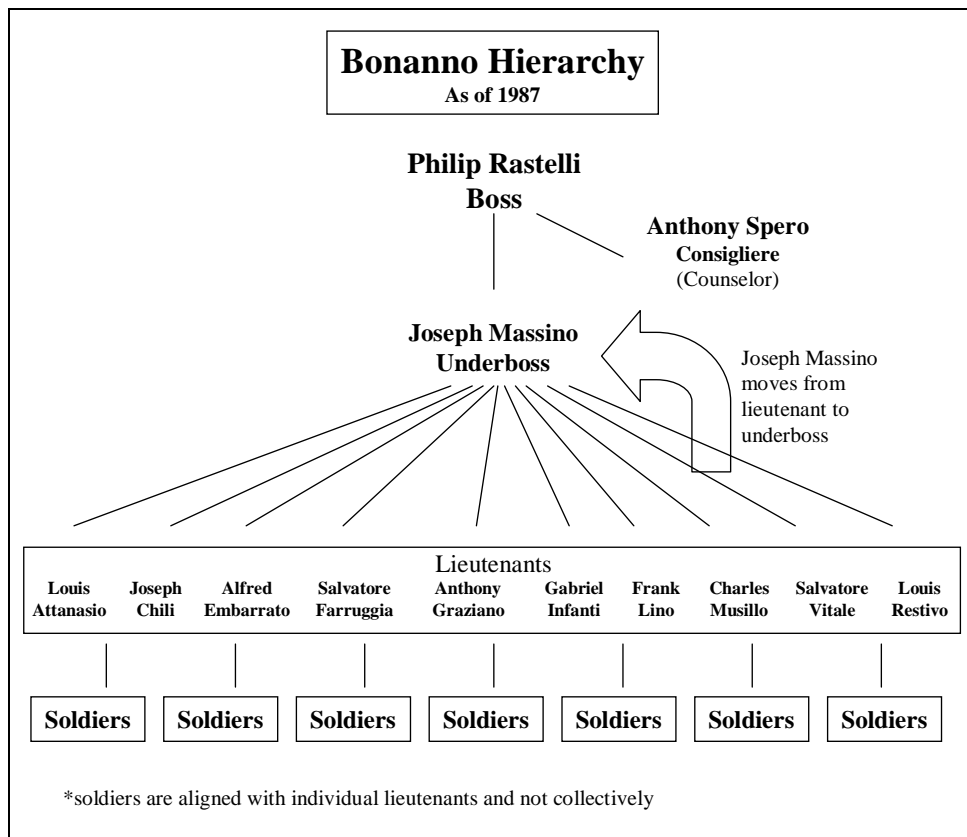 Bonanno Hierarchy
As of 1987
Philip Rastelli
Boss
Anthony Spero
Consigliere
(Counselor)
Joseph Massino
Underboss
Joseph Massino
moves from
lieutenant to
underboss
Lieutenants
Louis
Attanasio
Joseph
Chili
Alfred
Embarrato
Salvatore
Farruggia
Anthony
Graziano
Gabriel
Infanti
Frank
Lino
Charles
Musillo
Salvatore
Vitale
Louis
Restivo
Soldiers
Soldiers
Soldiers
Soldiers
Soldiers
Soldiers
Soldiers
*soldiers are aligned with individual lieutenants and not collectively